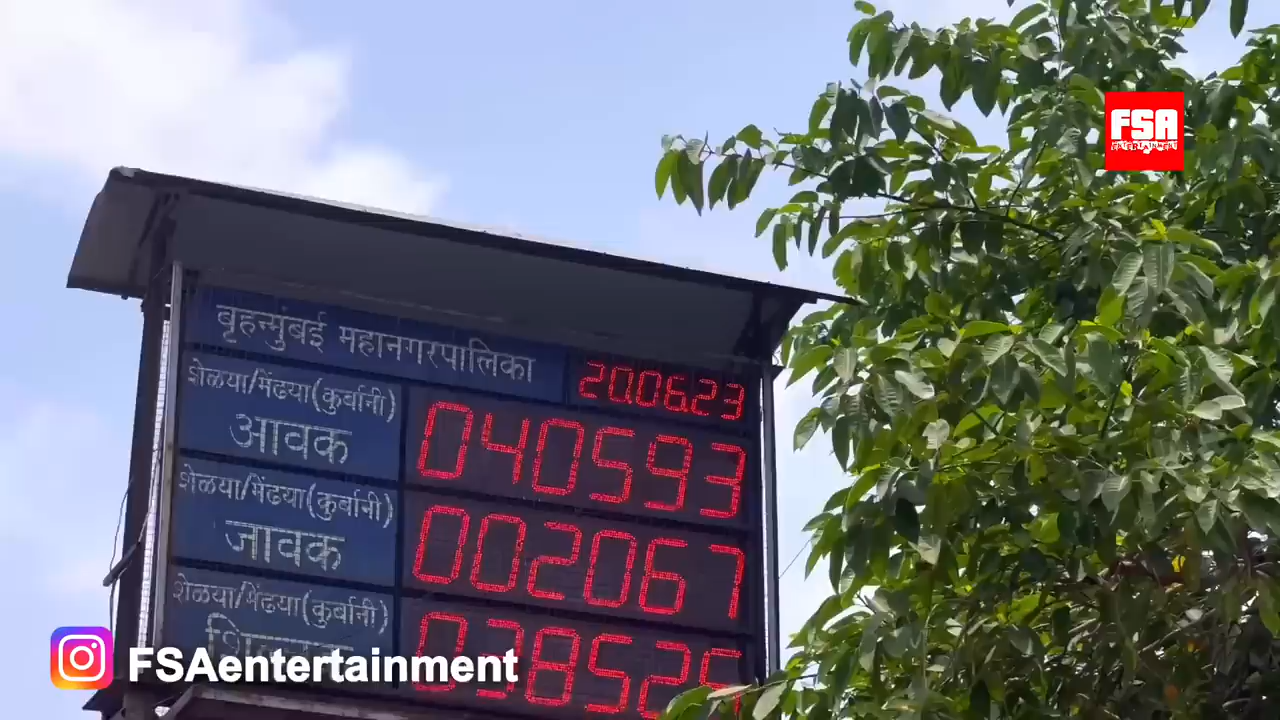 FSA
ENTERTAINMENT
बृहन्मुंबई महानगरपालिका
20.06.23
शेळया/मेंढया(कुर्बानी)
आवक
040593
शेळया/मेंढया(कुर्बानी)
जावक
002067
शेळया/मेंढया(कुर्बानी)
FSAentertainment